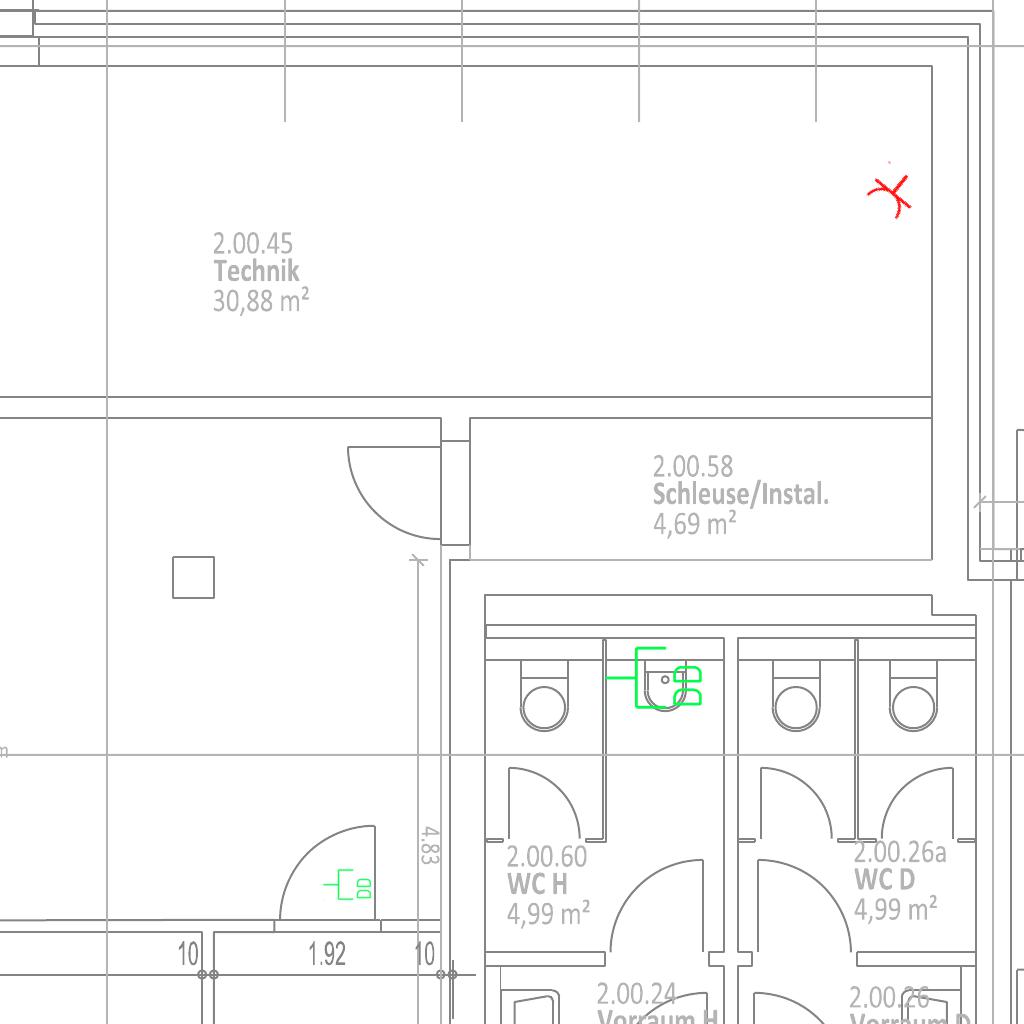 2.00.45
Technik
30,88 m²
2.00.58
Schleuse/Instal.
4,69 m²
m
4.83
2.00.60
WC H
4,99 m²
2.00.26a
WC D
4,99 m²
10
1.92
10
2.00.24
Vorraum H
2.00.26
Vorraum D
BD
BD